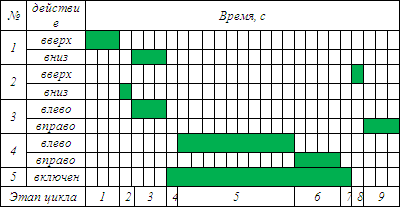 № действи е Время, с
1 вверх
вниз
2 вверх
вниз
3 влево
вправо
4 влево
вправо
5 включен
Этап цикла 1 2 3 4 5 6 7 8 9